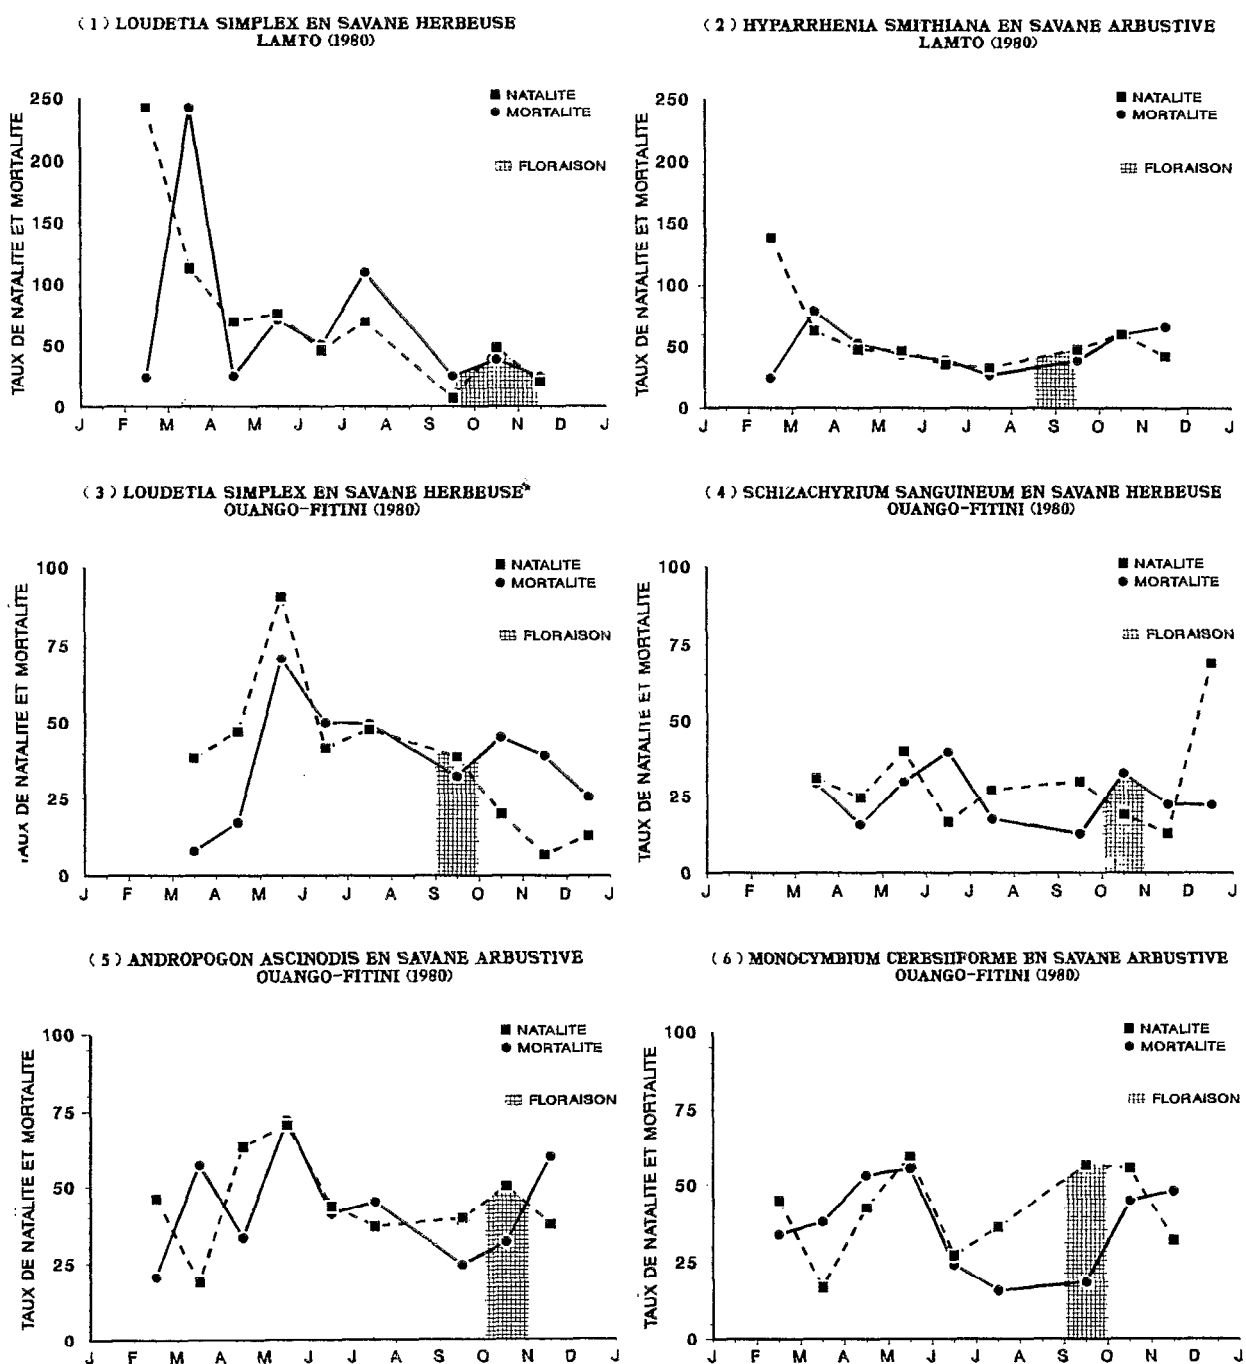 (1) LOUDETIA SIMPLEX EN SAVANE HERBEUSE
LAMTO (1980)
TAUX DE NATALITE ET MORTALITE
250
200
150
100
50
0
NATALITE
MORTALITE
FLORAISON
J F M A M J J A S O N D J
(2) HYPARRHENIA SMITHIANA EN SAVANE ARBUSTIVE
LAMTO (1980)
TAUX DE NATALITE ET MORTALITE
250
200
150
100
50
0
NATALITE
MORTALITE
FLORAISON
J F M A M J J A S O N D J
(3) LOUDETIA SIMPLEX EN SAVANE HERBEUSE*
OUANGO-FITINI (1980)
TAUX DE NATALITE ET MORTALITE
100
75
50
25
0
NATALITE
MORTALITE
FLORAISON
J F M A M J J A S O N D J
(4) SCHIZACHYRIUM SANGUINEUM EN SAVANE HERBEUSE
OUANGO-FITINI (1980)
TAUX DE NATALITE ET MORTALITE
100
75
50
25
0
NATALITE
MORTALITE
FLORAISON
J F M A M J J A S O N D J
(5) ANDROPOGON ASCINODIS EN SAVANE ARBUSTIVE
OUANGO-FITINI (1980)
TAUX DE NATALITE ET MORTALITE
100
75
50
25
0
NATALITE
MORTALITE
FLORAISON
J F M A M J J A S O N D J
(6) MONOCYMBIUM CERESIIFORME EN SAVANE ARBUSTIVE
OUANGO-FITINI (1980)
TAUX DE NATALITE ET MORTALITE
100
75
50
25
0
NATALITE
MORTALITE
FLORAISON
J F M A M J J A S O N D J